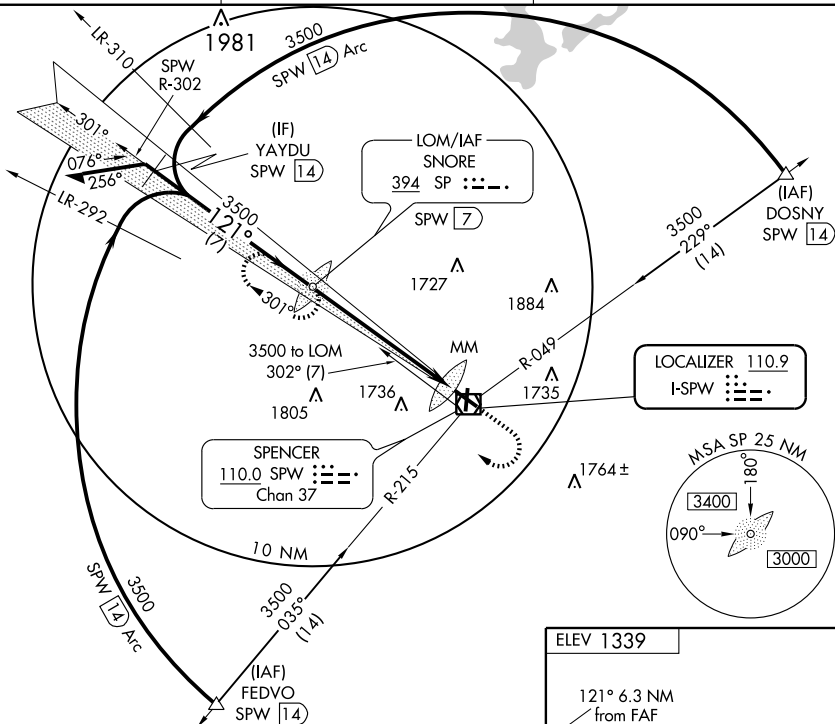 1981
3500
SPW 14 Arc
LR-310
SPW
R-302
301°
076°
256°
LR-292
(IF)
YAYDU
SPW 14
LOM/IAF
SNORE
394 SP
SPW 7
(IAF)
DOSNY
SPW 14
3500
229°
(14)
3500
121°
(7)
301°
1727
1884
R-049
MM
3500 to LOM
302° (7)
1736
1805
1735
LOCALIZER 110.9
I-SPW
SPENCER
110.0 SPW
Chan 37
R-215
1764 ±
MSA SP 25 NM
180°
3400
090°
3000
10 NM
3500
SPW 14 Arc
3500
035°
(14)
(IAF)
FEDVO
SPW 14
ELEV 1339
121° 6.3 NM
from FAF